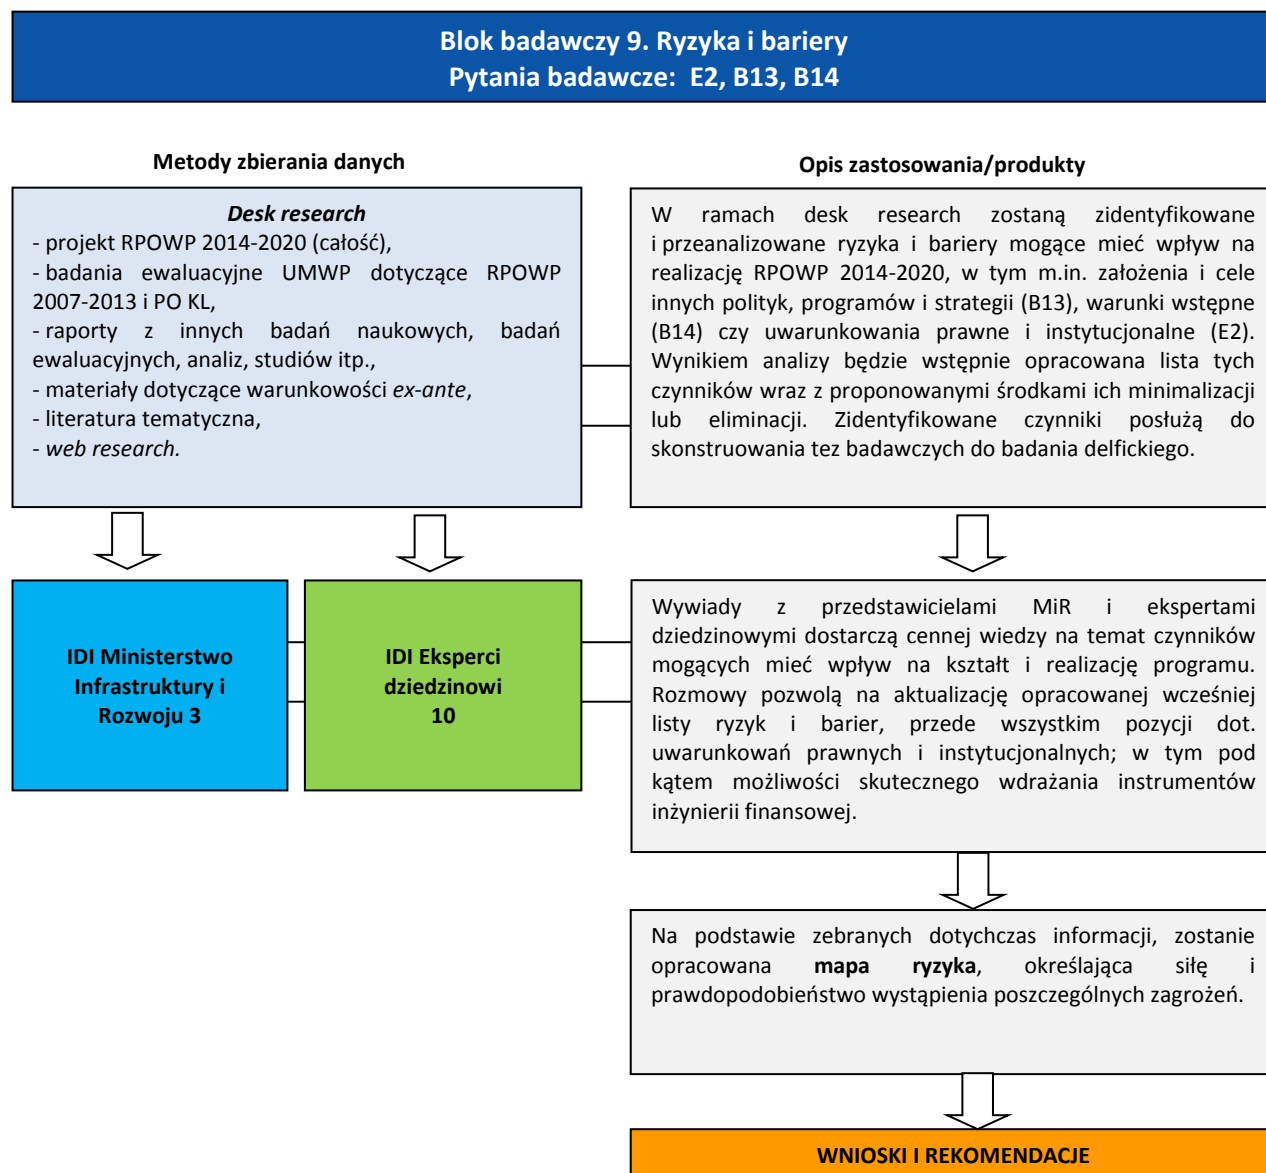 Blok badawczy 9. Ryzyka i bariery
Pytania badawcze: E2, B13, B14
Metody zbierania danych
Opis zastosowania/produkty
Desk research
- projekt RPOWP 2014-2020 (całość),
- badania ewaluacyjne UMWP dotyczące RPOWP
2007-2013 i PO KL,
- raporty z innych badań naukowych, badań
ewaluacyjnych, analiz, studiów itp.,
- materiały dotyczące warunkowości ex-ante,
- literatura tematyczna,
- web research.
W ramach desk research zostaną zidentyfikowane
i przeanalizowane ryzyka i bariery mogące mieć wpływ na
realizację RPOWP 2014-2020, w tym m.in. założenia i cele
innych polityk, programów i strategii (B13), warunki wstępne
(B14) czy uwarunkowania prawne i instytucjonalne (E2).
Wynikiem analizy będzie wstępnie opracowana lista tych
czynników wraz z proponowanymi środkami ich minimalizacji
lub eliminacji. Zidentyfikowane czynniki posłużą do
skonstruowania tez badawczych do badania delfickiego.
IDI Ministerstwo
Infrastruktury i
Rozwoju 3
IDI Eksperci
dziedzinowi
10
Wywiady z przedstawicielami MiR i ekspertami
dziedzinowymi dostarczą cennej wiedzy na temat czynników
mogących mieć wpływ na kształt i realizację programu.
Rozmowy pozwolą na aktualizację opracowanej wcześniej
listy ryzyk i barier, przede wszystkim pozycji dot.
uwarunkowań prawnych i instytucjonalnych; w tym pod
kątem możliwości skutecznego wdrażania instrumentów
inżynierii finansowej.
Na podstawie zebranych dotychczas informacji, zostanie
opracowana mapa ryzyka, określająca siłę i
prawdopodobieństwo wystąpienia poszczególnych zagrożeń.
WNIOSKI I REKOMENDACJE